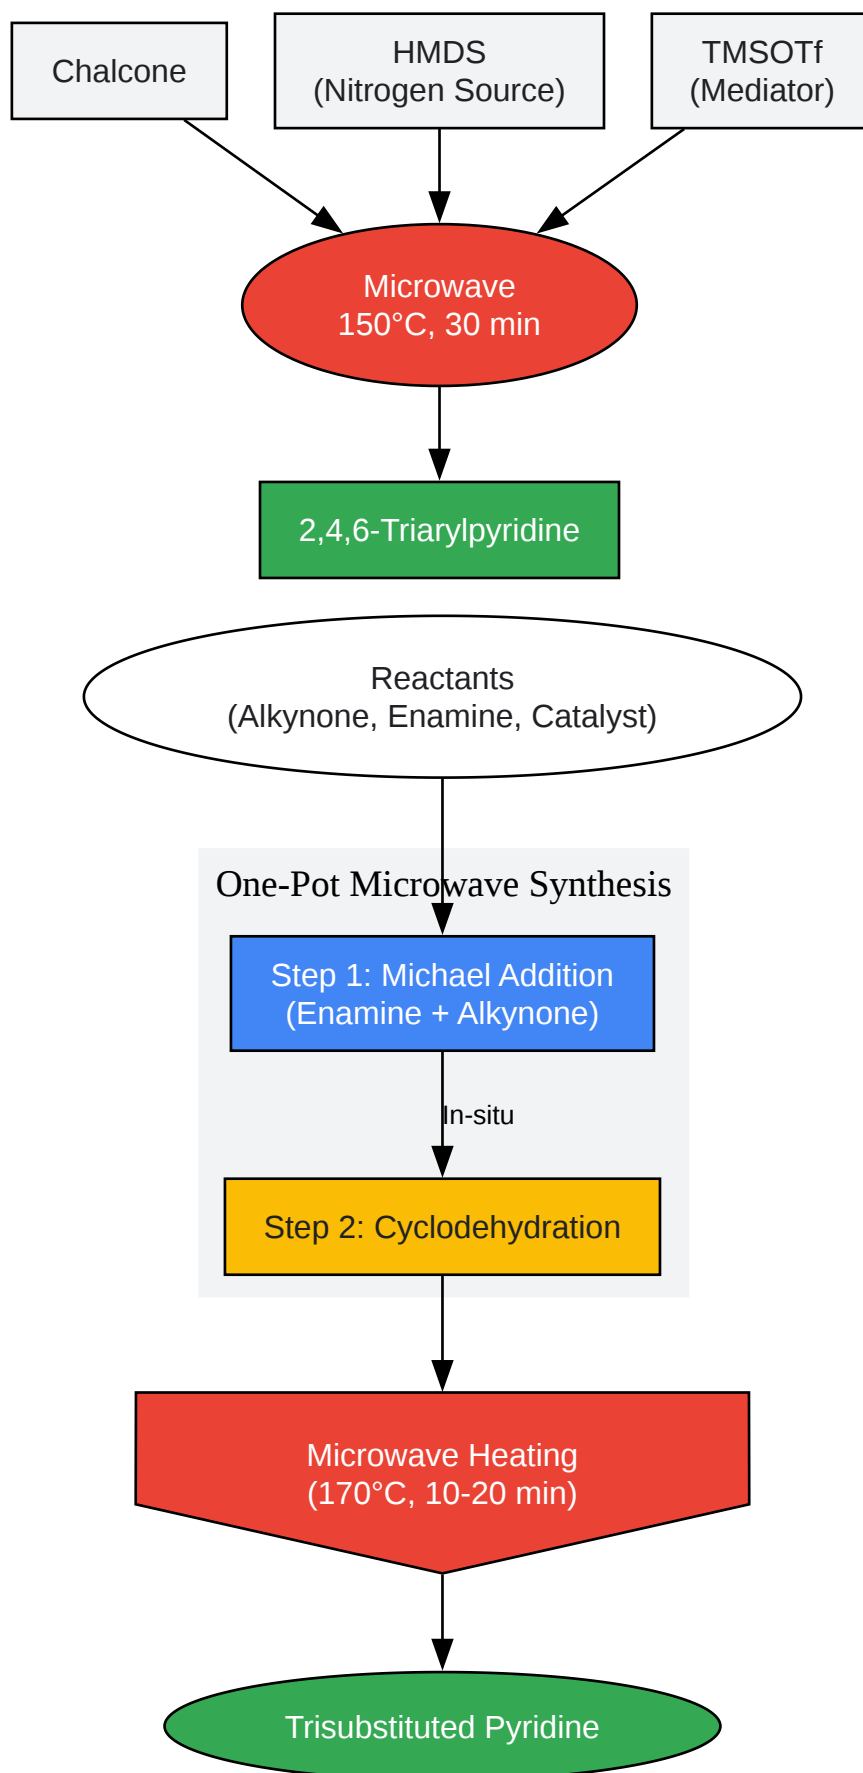 Chalcone
HMDS
(Nitrogen Source)
TMSOTf
(Mediator)
Microwave
150°C, 30 min
2,4,6-Triarylpyridine
Reactants
(Alkynone, Enamine, Catalyst)
One-Pot Microwave Synthesis
Step 1: Michael Addition
(Enamine + Alkynone)
In-situ
Step 2: Cyclodehydration
Microwave Heating
(170°C, 10-20 min)
Trisubstituted Pyridine